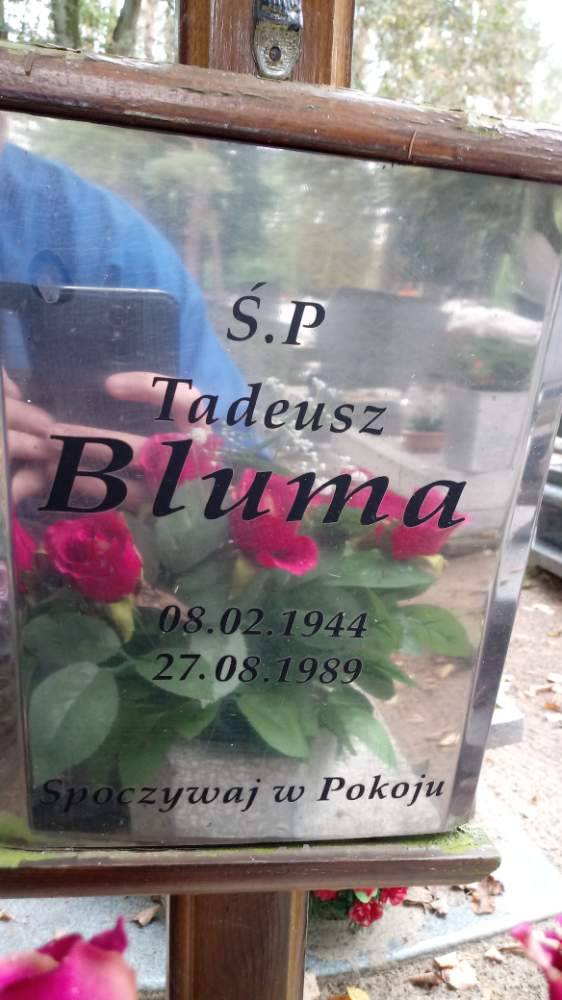 Ś.P
Tadeusz
Bluma
08.02.1944
27.08.1989
Spoczywaj w Pokoju